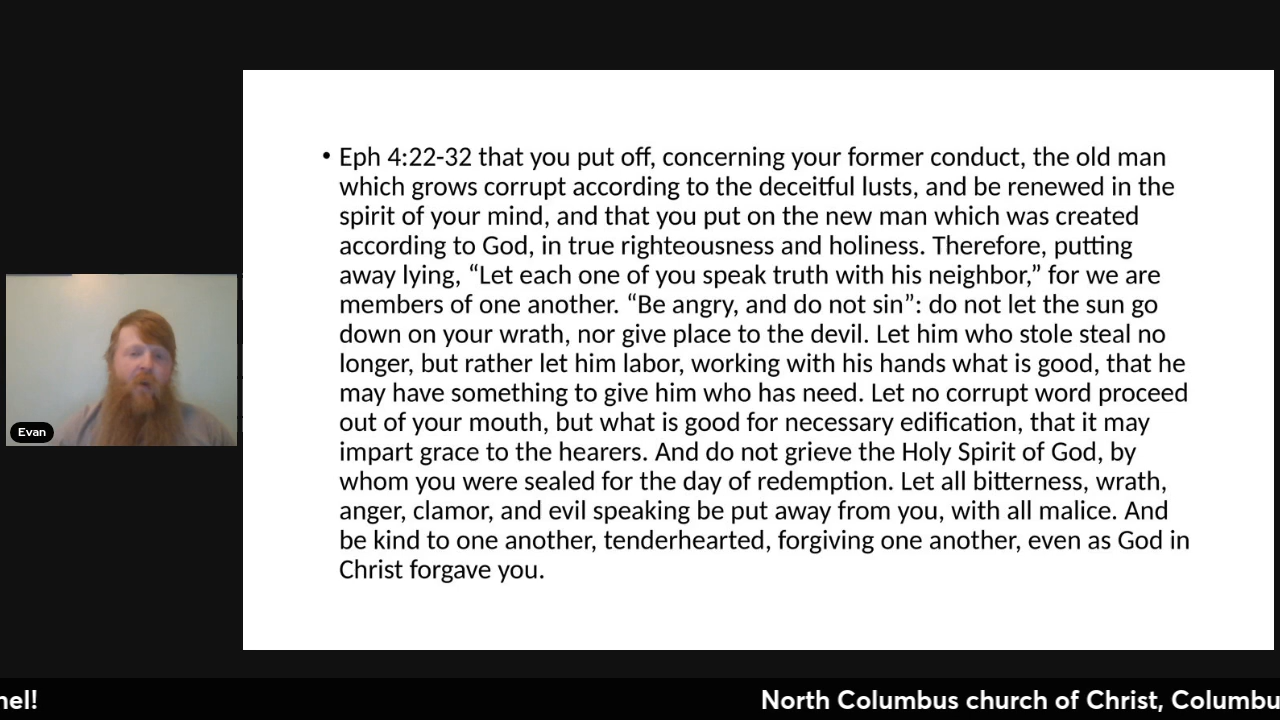 • Eph 4:22-32 that you put off, concerning your former conduct, the old man
which grows corrupt according to the deceitful lusts, and be renewed in the
spirit of your mind, and that you put on the new man which was created
according to God, in true righteousness and holiness. Therefore, putting
away lying, “Let each one of you speak truth with his neighbor,” for we are
members of one another. “Be angry, and do not sin”: do not let the sun go
down on your wrath, nor give place to the devil. Let him who stole steal no
longer, but rather let him labor, working with his hands what is good, that he
may have something to give him who has need. Let no corrupt word proceed
out of your mouth, but what is good for necessary edification, that it may
impart grace to the hearers. And do not grieve the Holy Spirit of God, by
whom you were sealed for the day of redemption. Let all bitterness, wrath,
anger, clamor, and evil speaking be put away from you, with all malice. And
be kind to one another, tenderhearted, forgiving one another, even as God in
Christ forgave you.
Evan
nel! North Columbus church of Christ, Columbu